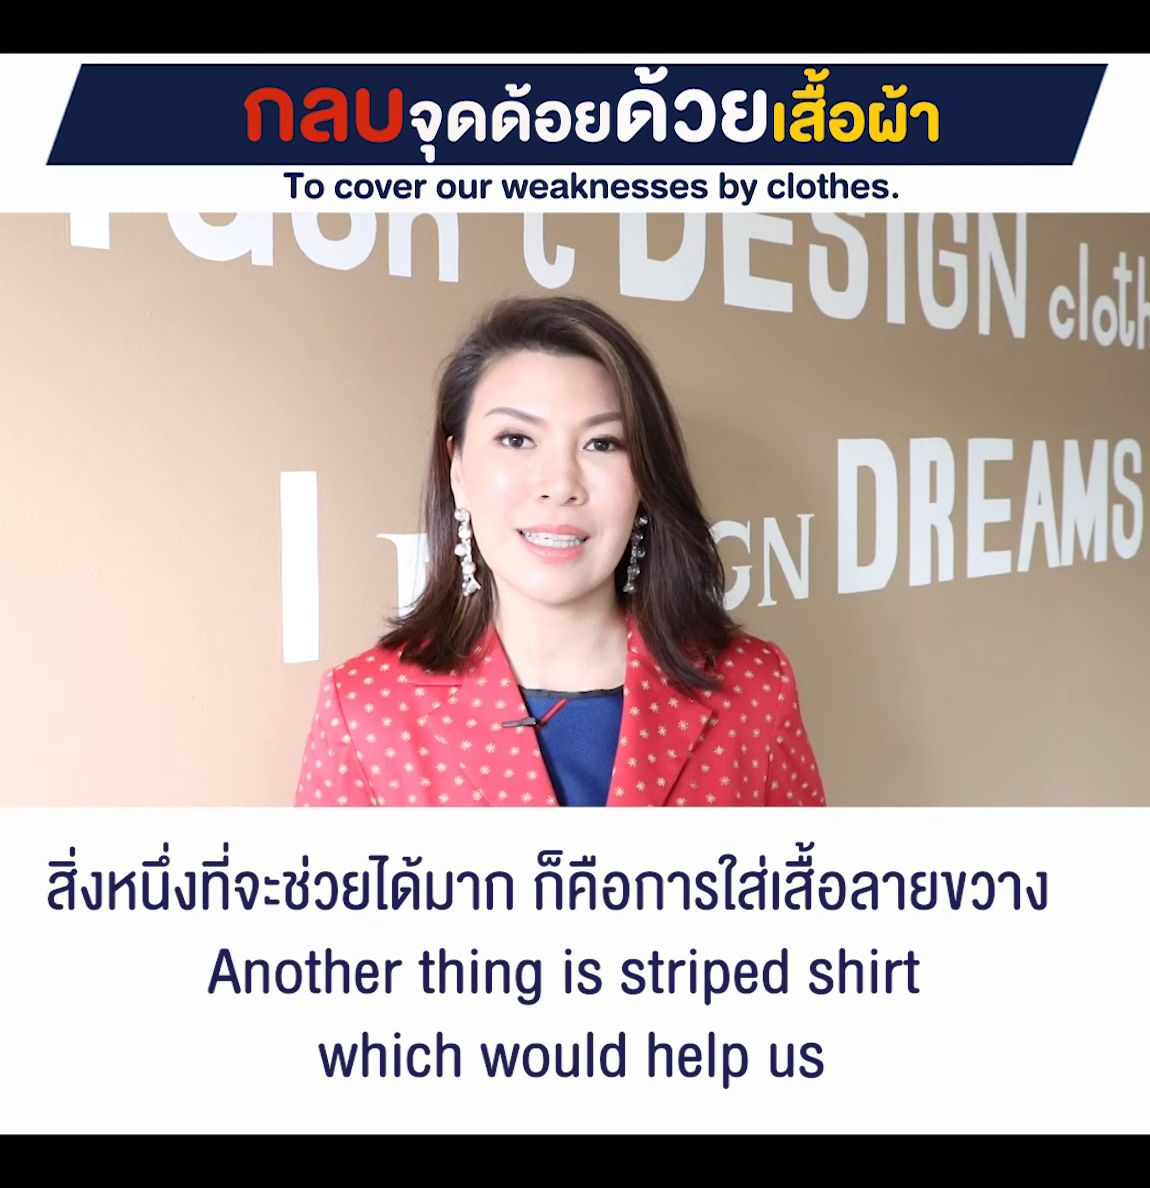 กลบจุดด้อยด้วยเสื้อผ้า
To cover our weaknesses by clothes.
I don't DESIGN cloth
I DREAMS
สิ่งหนึ่งที่จะช่วยได้มาก ก็คือการใส่เสื้อลายขวาง
Another thing is striped shirt
which would help us